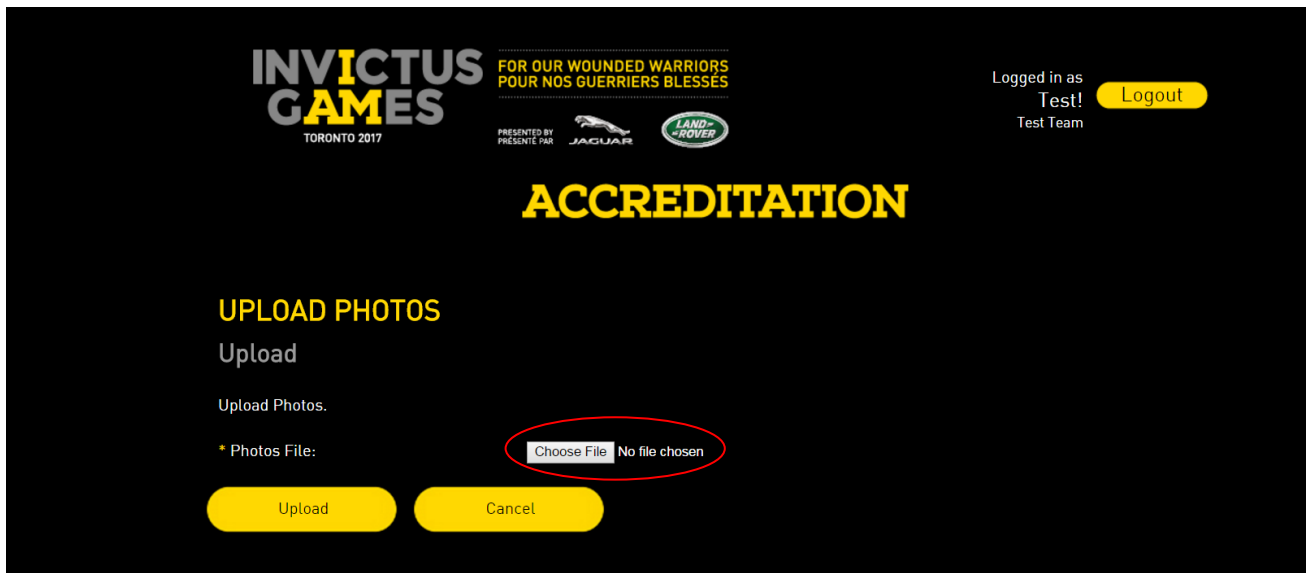 INVICTUS
GAMES
TORONTO 2017
FOR OUR WOUNDED WARRIORS
POUR NOS GUERRIERS BLESSÉS
PRESENTED BY
PRÉSENTÉ PAR
JAGUAR
LAND-
-ROVER
Logged in as
Test!
Test Team
Logout
ACCREDITATION
UPLOAD PHOTOS
Upload
Upload Photos.
* Photos File:
Choose File No file chosen
Upload
Cancel